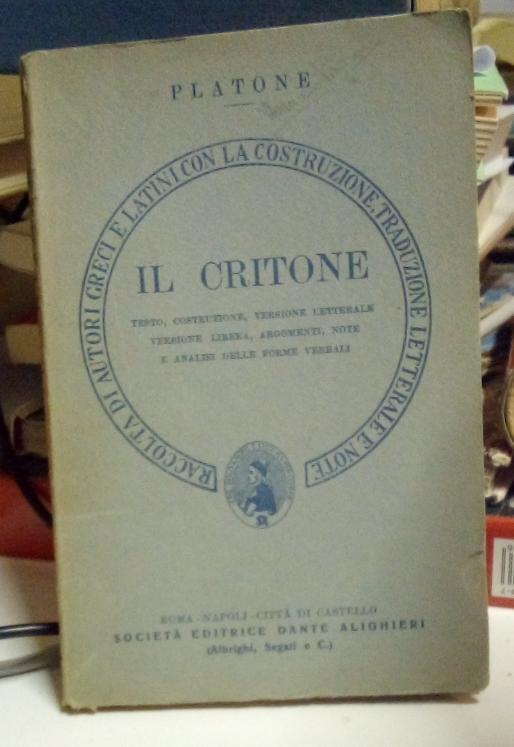 PLATONE
RACCOLTA DI AUTORI GRECI E LATINI CON LA COSTRUZIONE, TRADUZIONE LETTERALE E NOTE
IL CRITONE
TESTO, COSTRUZIONE, VERSIONE LETTERALE
VERSIONE LIBERA, ARGOMENTI, NOTE
E ANALISI DELLE FORME VERBALI
ROMA - NAPOLI - CITTÀ DI CASTELLO
SOCIETÀ EDITRICE DANTE ALIGHIERI
(Albrighi, Segati e C.)